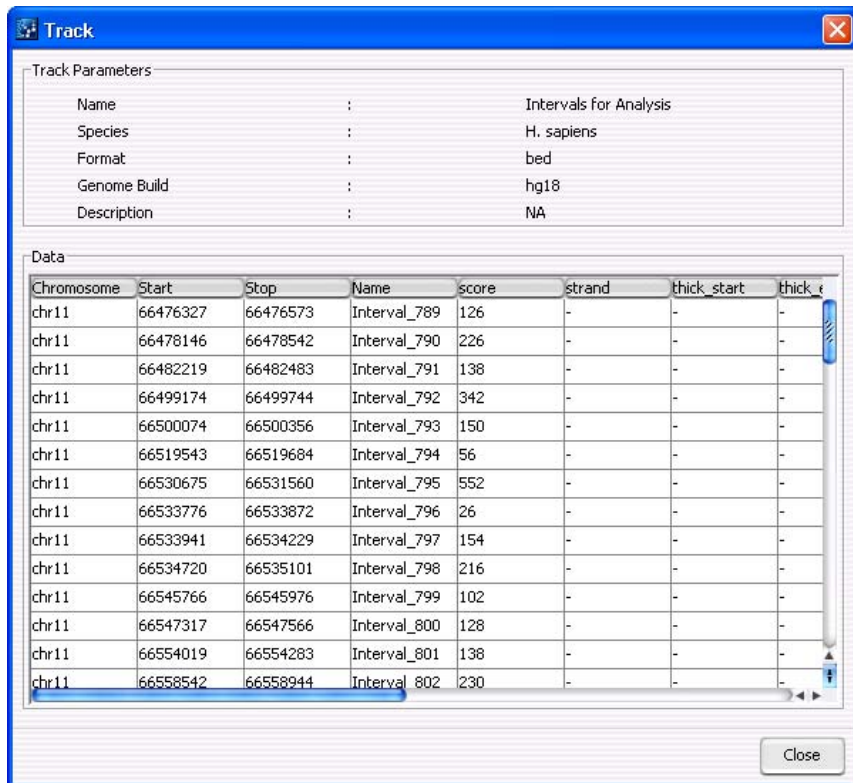 Track
Track Parameters
Name : Intervals for Analysis
Species : H. sapiens
Format : bed
Genome Build : hg18
Description : NA
Data
Chromosome Start Stop Name score strand thick_start thick_e
chr11 66476327 66476573 Interval_789 126 - - -
chr11 66478146 66478542 Interval_790 226 - - -
chr11 66482219 66482483 Interval_791 138 - - -
chr11 66499174 66499744 Interval_792 342 - - -
chr11 66500074 66500356 Interval_793 150 - - -
chr11 66519543 66519684 Interval_794 56 - - -
chr11 66530675 66531560 Interval_795 552 - - -
chr11 66533776 66533872 Interval_796 26 - - -
chr11 66533941 66534229 Interval_797 154 - - -
chr11 66534720 66535101 Interval_798 216 - - -
chr11 66545766 66545976 Interval_799 102 - - -
chr11 66547317 66547566 Interval_800 128 - - -
chr11 66554019 66554283 Interval_801 138 - - -
chr11 66558542 66558944 Interval_802 230 - - -
Close